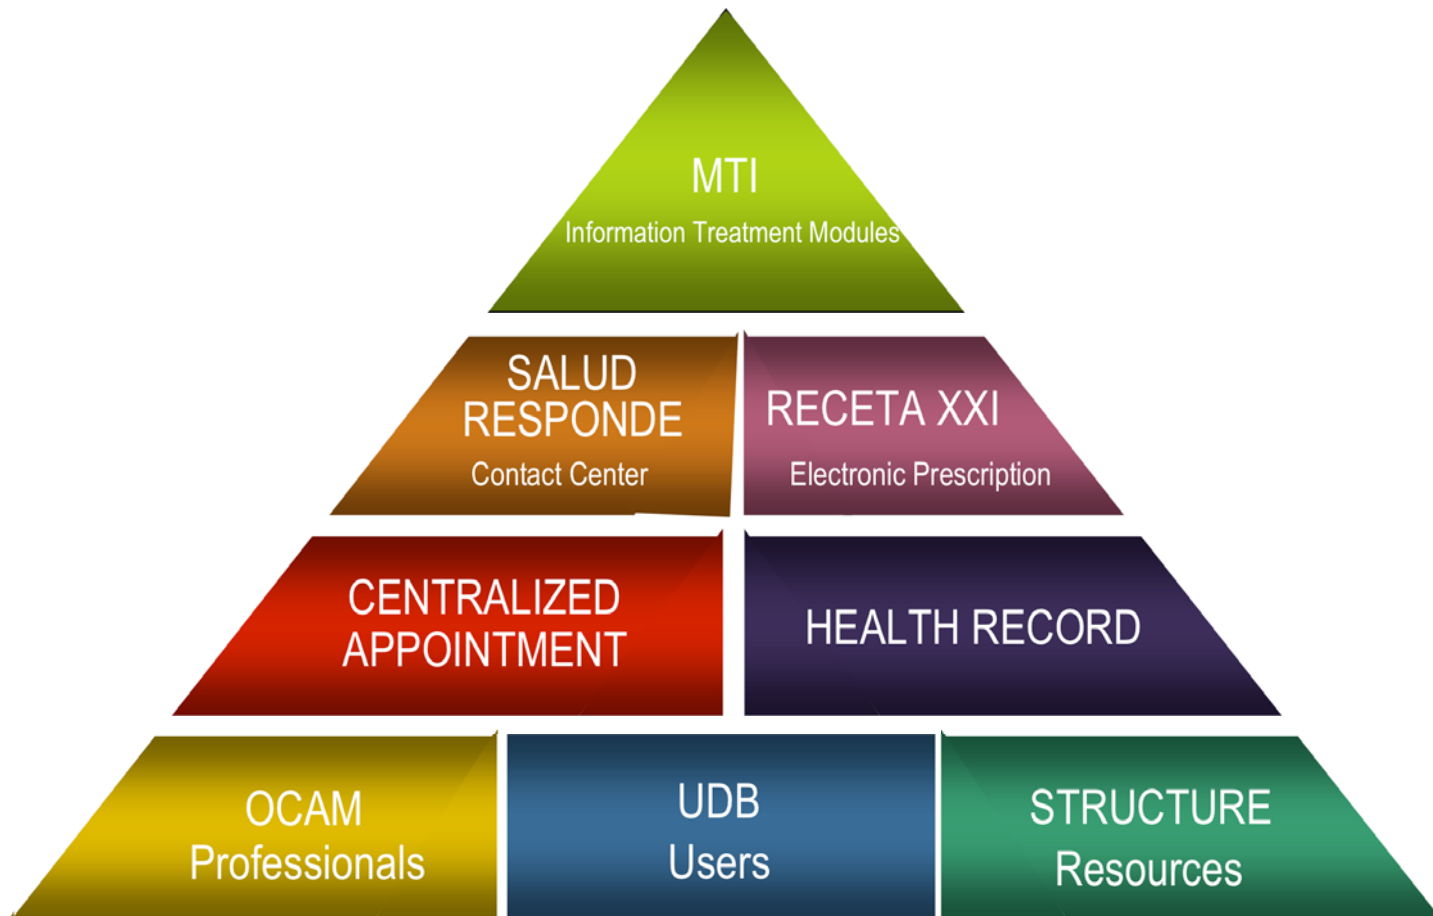 MTI
Information Treatment Modules
SALUD
RESPONDE
Contact Center
RECETA XXI
Electronic Prescription
CENTRALIZED
APPOINTMENT
HEALTH RECORD
OCAM
Professionals
UDB
Users
STRUCTURE
Resources